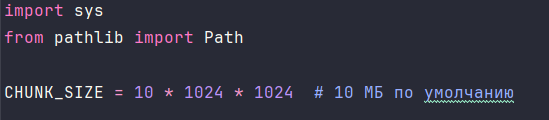 import sys
from pathlib import Path
CHUNK_SIZE = 10 * 1024 * 1024  # 10 МБ по умолчанию